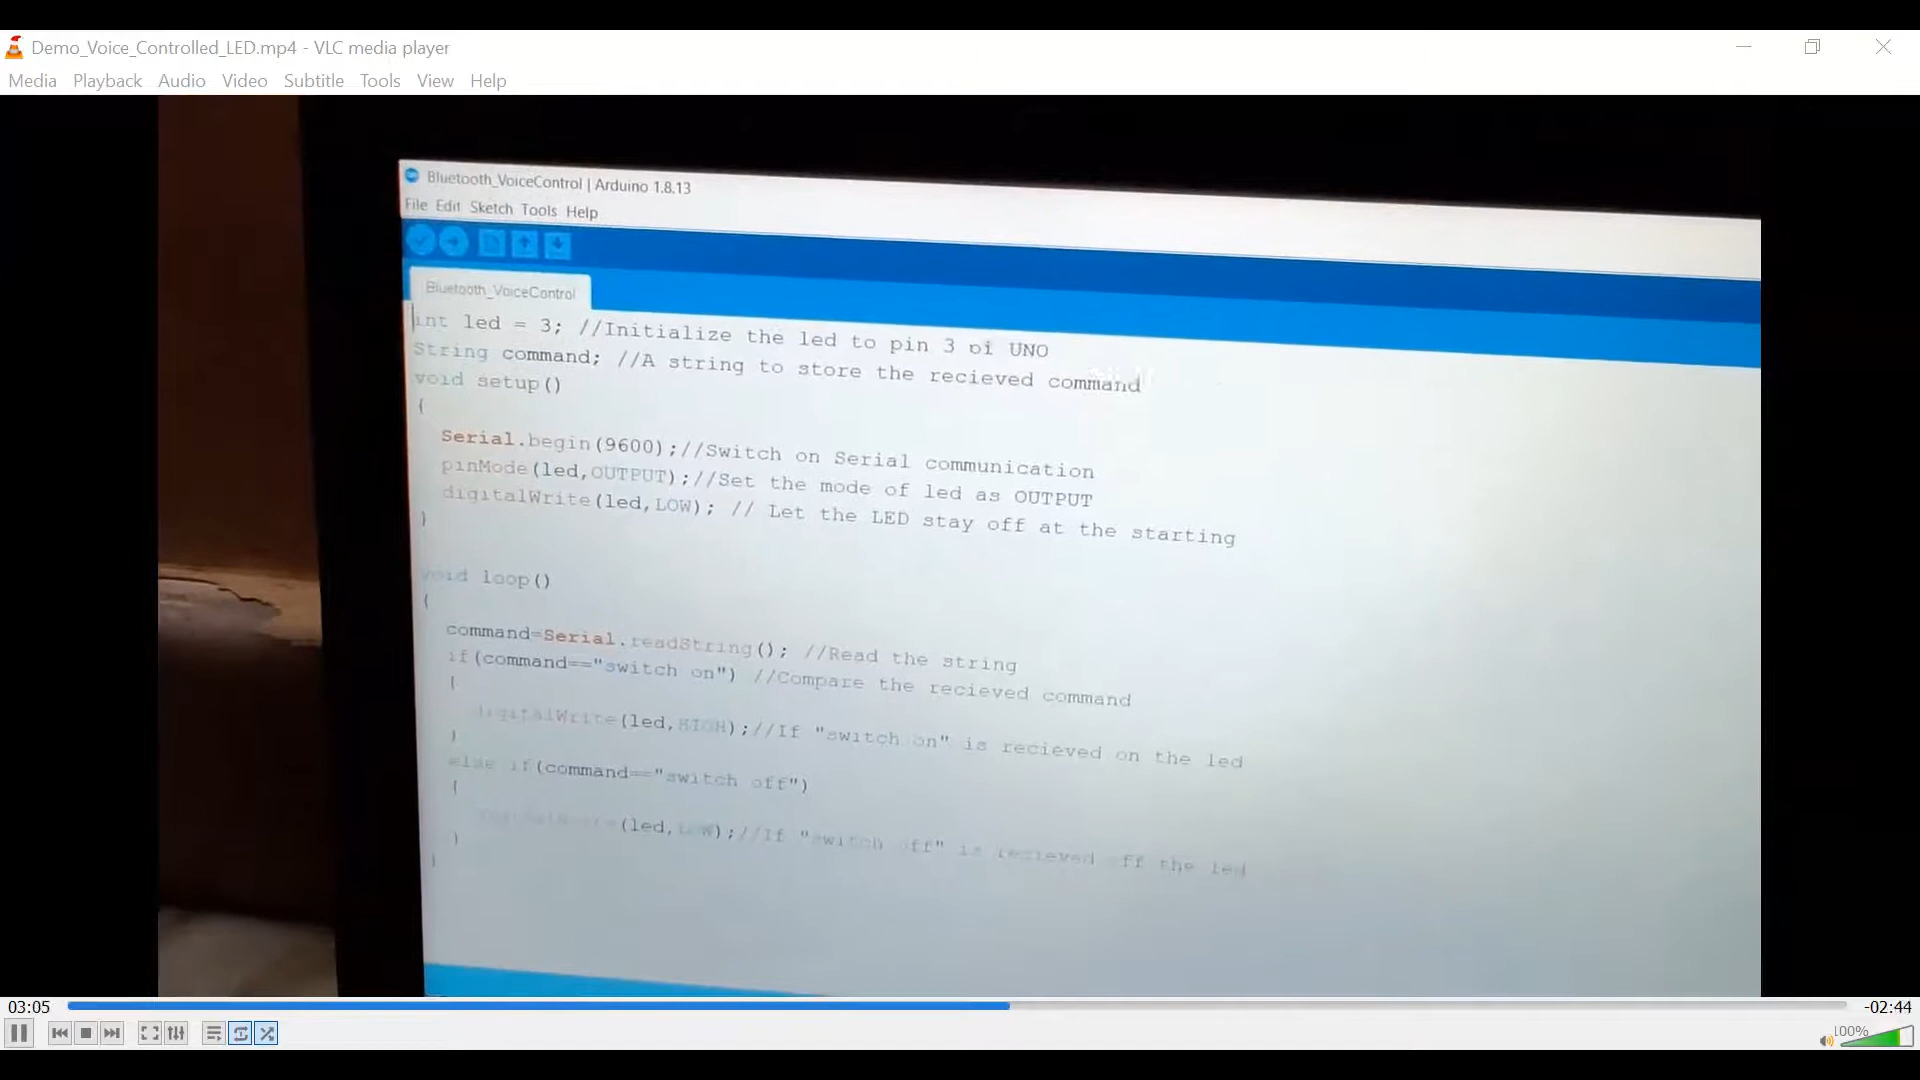 Demo_Voice_Controlled_LED.mp4 - VLC media player
Media Playback Audio Video Subtitle Tools View Help
Bluetooth_VoiceControl | Arduino 1.8.13
File Edit Sketch Tools Help
Bluetooth_VoiceControl
int led = 3; //Initialize the led to pin 3 of UNO
String command; //A string to store the recieved command
void setup()
{
Serial.begin(9600);//Switch on Serial communication
pinMode(led,OUTPUT);//Set the mode of led as OUTPUT
digitalWrite(led,LOW); // Let the LED stay off at the starting
}
void loop()
{
command=Serial.readString(); //Read the string
if(command=="switch on") //Compare the recieved command
{
digitalWrite(led,HIGH);//If "switch on" is recieved on the led
}
else if(command=="switch off")
{
digitalWrite(led,LOW);//If "switch off" is recieved off the led
}
}
03:05 -02:44
100%